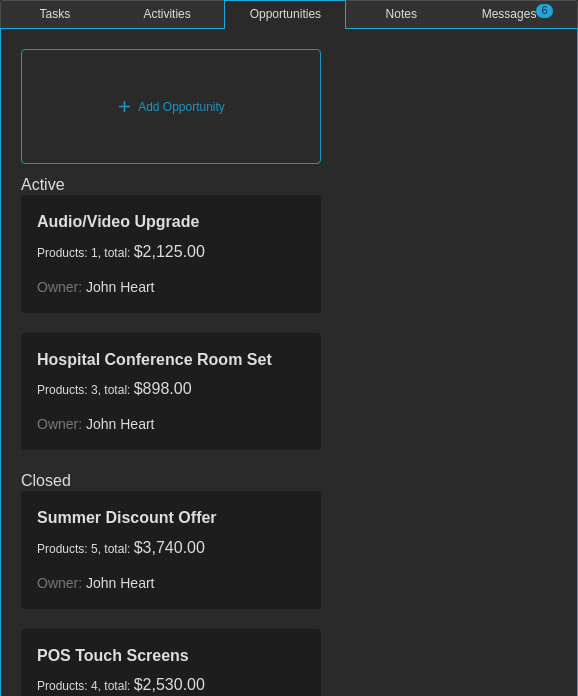 Tasks Activities Opportunities Notes Messages 6
+ Add Opportunity
Active
Audio/Video Upgrade
Products: 1, total: $2,125.00
Owner: John Heart
Hospital Conference Room Set
Products: 3, total: $898.00
Owner: John Heart
Closed
Summer Discount Offer
Products: 5, total: $3,740.00
Owner: John Heart
POS Touch Screens
Products: 4, total: $2,530.00